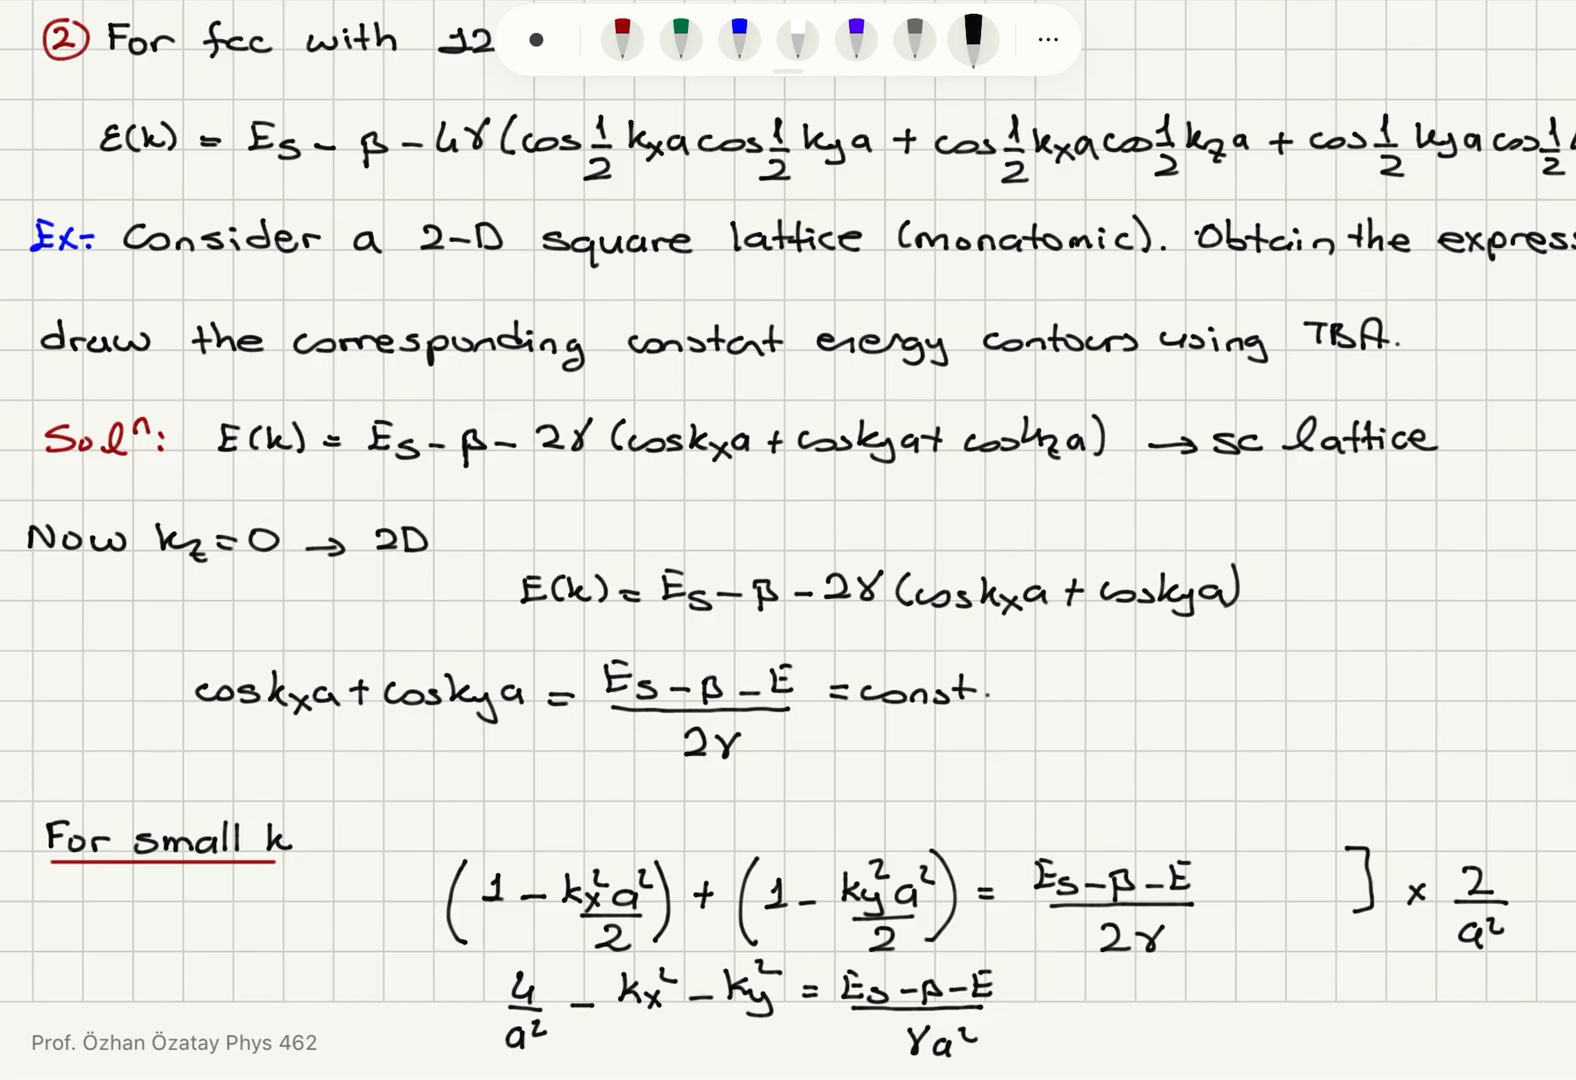 ② For fcc with 12
ε(k) = Es - β - 4γ (cos 1/2 kxa cos 1/2 kya + cos 1/2 kxa cos 1/2 kza + cos 1/2 kya cos 1/2
Ex: Consider a 2-D square lattice (monatomic). Obtain the express
draw the corresponding constant energy contours using TBA.
Solⁿ: E(k) = Es - β - 2γ (coskxa + coskya + coskza) → sc lattice
Now kz = 0 → 2D
E(k) = Es - β - 2γ (coskxa + coskya)
coskxa + coskya = (Es - β - E)/2γ = const.
For small k
(1 - kx²a²/2) + (1 - ky²a²/2) = (Es - β - E)/2γ ] × 2/a²
4/a² - kx² - ky² = (Es - β - E)/γa²
Prof. Özhan Özatay Phys 462